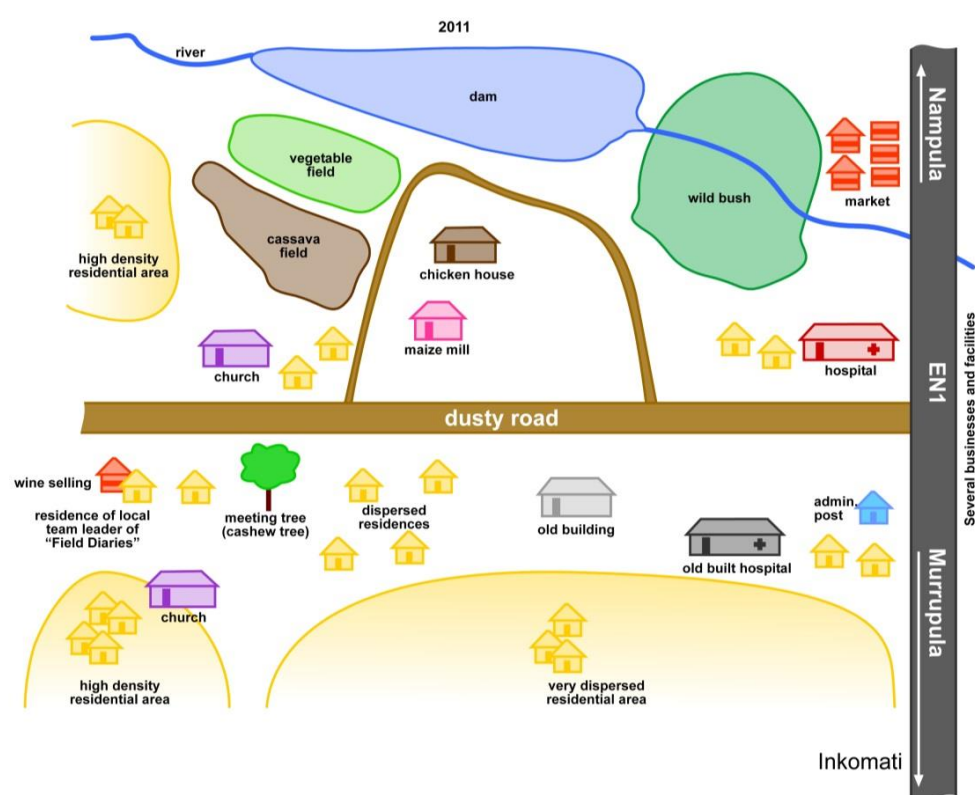 2011
river
dam
Nampula
vegetable
field
wild bush
market
cassava
field
high density
residential area
chicken house
maize mill
church
hospital
EN1
Several businesses and facilities
dusty road
wine selling
residence of local
team leader of
“Field Diaries”
meeting tree
(cashew tree)
dispersed
residences
old building
admin.
post
old built hospital
Murrupula
church
high density
residential area
very dispersed
residential area
Inkomati